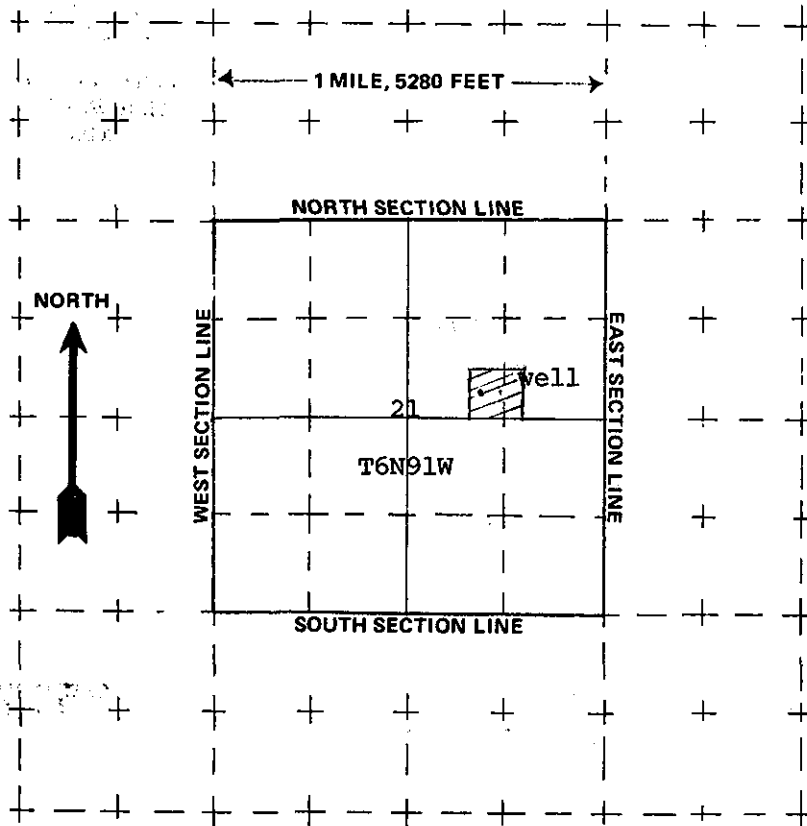 1 MILE, 5280 FEET
NORTH SECTION LINE
NORTH
WEST SECTION LINE
EAST SECTION LINE
well
21
T6N91W
SOUTH SECTION LINE